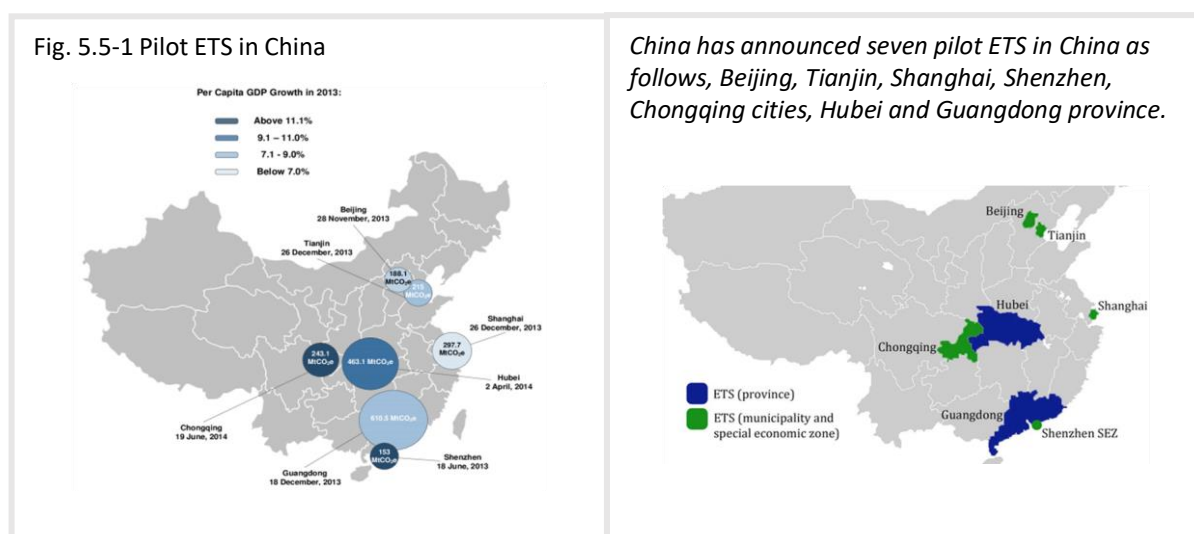 Fig. 5.5-1 Pilot ETS in China
Per Capita GDP Growth in 2013:
Above 11.1%
9.1 – 11.0%
7.1 - 9.0%
Below 7.0%
Beijing
28 November, 2013
Tianjin
26 December, 2013
188.1
MtCO₂e
215
MtCO₂e
Shanghai
26 December, 2013
297.7
MtCO₂e
243.1
MtCO₂e
463.1 MtCO₂e
Hubei
2 April, 2014
610.5 MtCO₂e
Chongqing
19 June, 2014
153
MtCO₂e
Shenzhen
18 June, 2013
Guangdong
18 December, 2013
China has announced seven pilot ETS in China as
follows, Beijing, Tianjin, Shanghai, Shenzhen,
Chongqing cities, Hubei and Guangdong province.
Beijing
Tianjin
Hubei
Shanghai
Chongqing
ETS (province)
ETS (municipality and
special economic zone)
Guangdong
Shenzhen SEZ